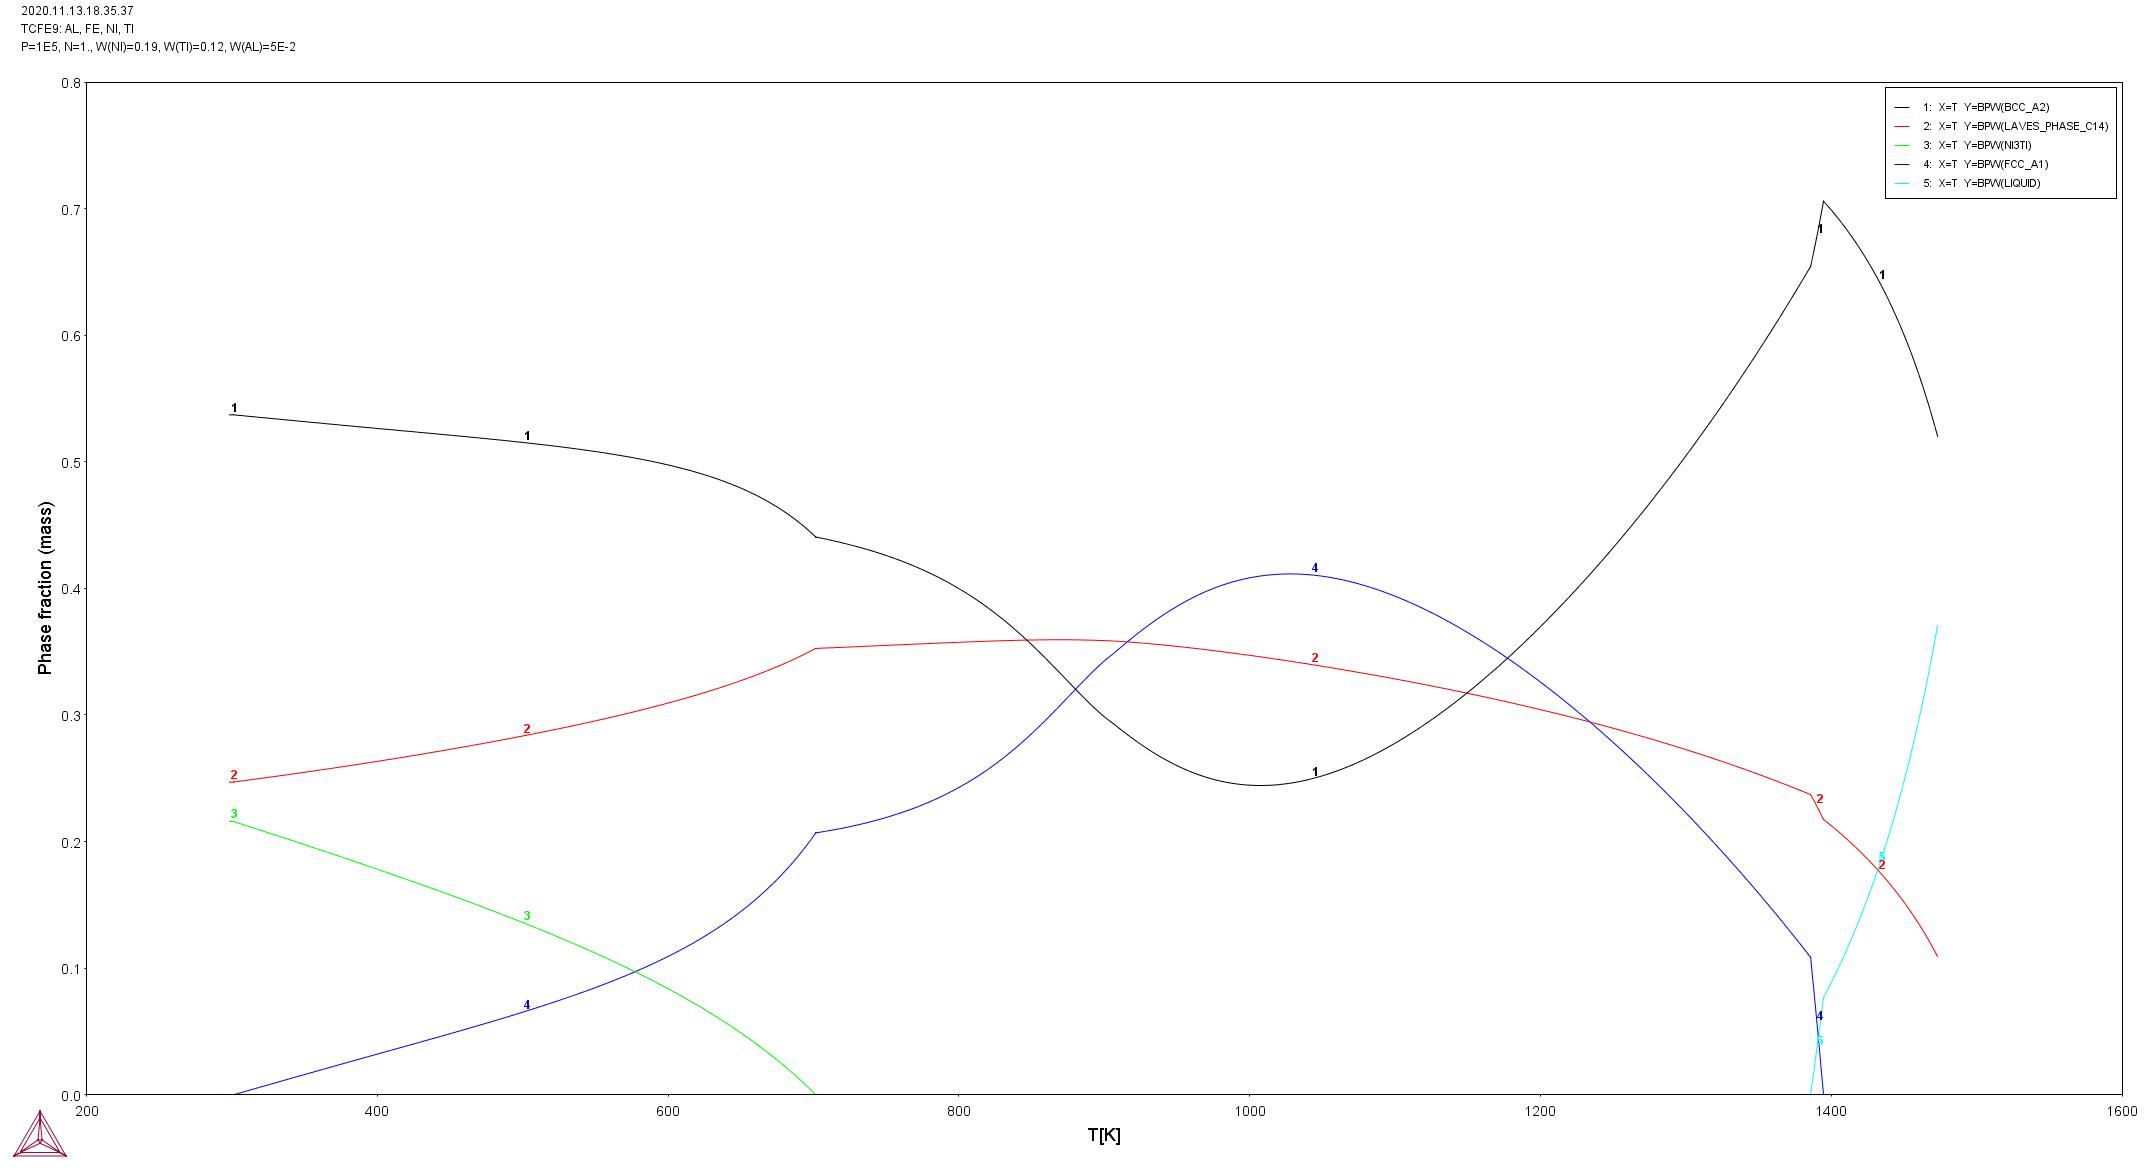 2020.11.13.18.35.37
TCFE9: AL, FE, NI, TI
P=1E5, N=1., W(NI)=0.19, W(TI)=0.12, W(AL)=5E-2
0.8
0.7
0.6
0.5
0.4
0.3
0.2
0.1
0.0
Phase fraction (mass)
1: X=T Y=BPW(BCC_A2)
2: X=T Y=BPW(LAVES_PHASE_C14)
3: X=T Y=BPW(NI3TI)
4: X=T Y=BPW(FCC_A1)
5: X=T Y=BPW(LIQUID)
1
1
1
1
1
2
2
2
2
2
3
3
4
4
4
5
5
200 400 600 800 1000 1200 1400 1600
T[K]